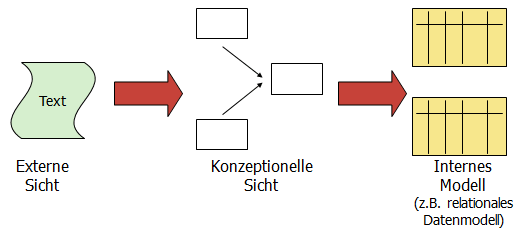 Text
Externe
Sicht
Konzeptionelle
Sicht
Internes
Modell
(z.B. relationales
Datenmodell)